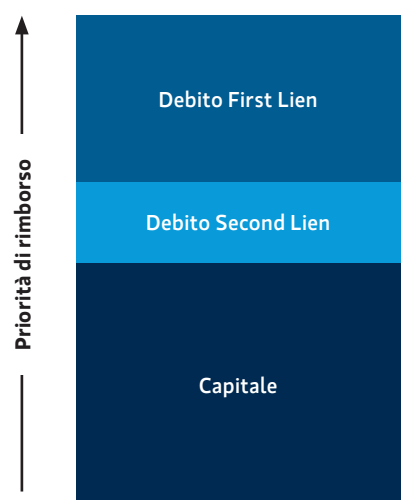 Priorità di rimborso
Debito First Lien
Debito Second Lien
Capitale